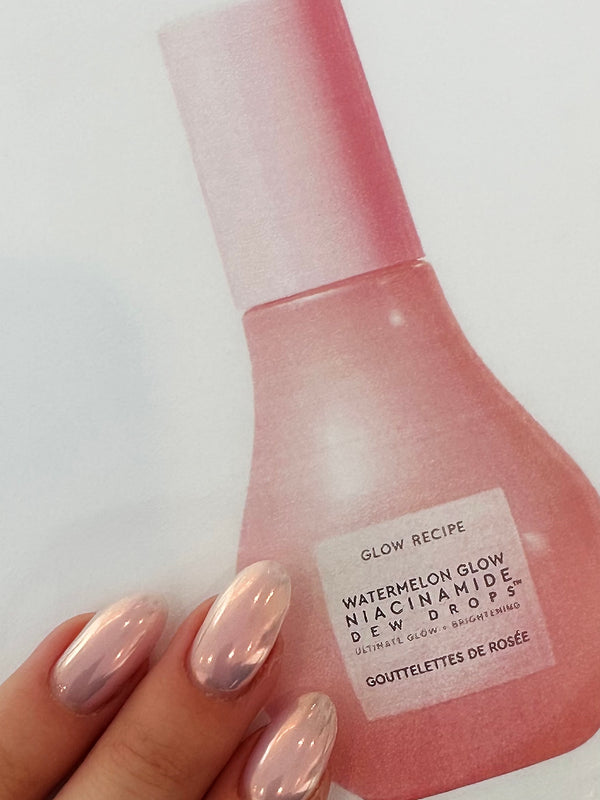 GLOW RECIPE
WATERMELON GLOW
NIACINAMIDE
DEW DROPS™
ULTIMATE GLOW + BRIGHTENING
GOUTTELETTES DE ROSÉE